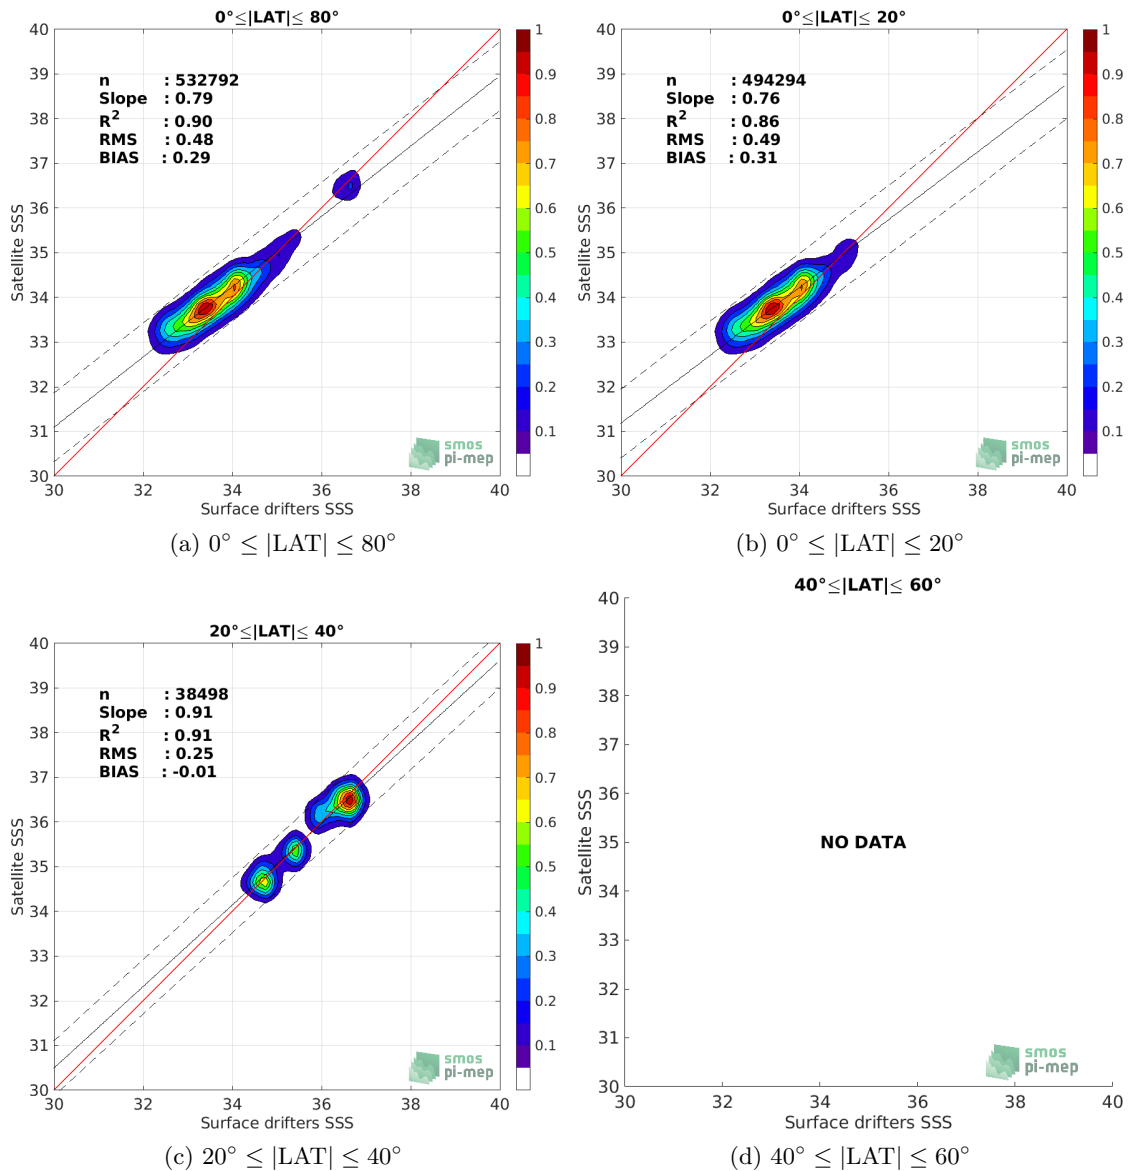 0°≤|LAT|≤ 80°
40
39
38
37
36
35
34
33
32
31
30
Satellite SSS
n : 532792
Slope : 0.79
R² : 0.90
RMS : 0.48
BIAS : 0.29
smos
pi-mep
30 32 34 36 38 40
Surface drifters SSS
1
0.9
0.8
0.7
0.6
0.5
0.4
0.3
0.2
0.1
(a) 0° ≤ |LAT| ≤ 80°
0°≤|LAT|≤ 20°
40
39
38
37
36
35
34
33
32
31
30
Satellite SSS
n : 494294
Slope : 0.76
R² : 0.86
RMS : 0.49
BIAS : 0.31
smos
pi-mep
30 32 34 36 38 40
Surface drifters SSS
1
0.9
0.8
0.7
0.6
0.5
0.4
0.3
0.2
0.1
(b) 0° ≤ |LAT| ≤ 20°
20°≤|LAT|≤ 40°
40
39
38
37
36
35
34
33
32
31
30
Satellite SSS
n : 38498
Slope : 0.91
R² : 0.91
RMS : 0.25
BIAS : -0.01
smos
pi-mep
30 32 34 36 38 40
Surface drifters SSS
1
0.9
0.8
0.7
0.6
0.5
0.4
0.3
0.2
0.1
(c) 20° ≤ |LAT| ≤ 40°
40°≤|LAT|≤ 60°
40
39
38
37
36
35
34
33
32
31
30
Satellite SSS
NO DATA
smos
pi-mep
30 32 34 36 38 40
Surface drifters SSS
(d) 40° ≤ |LAT| ≤ 60°